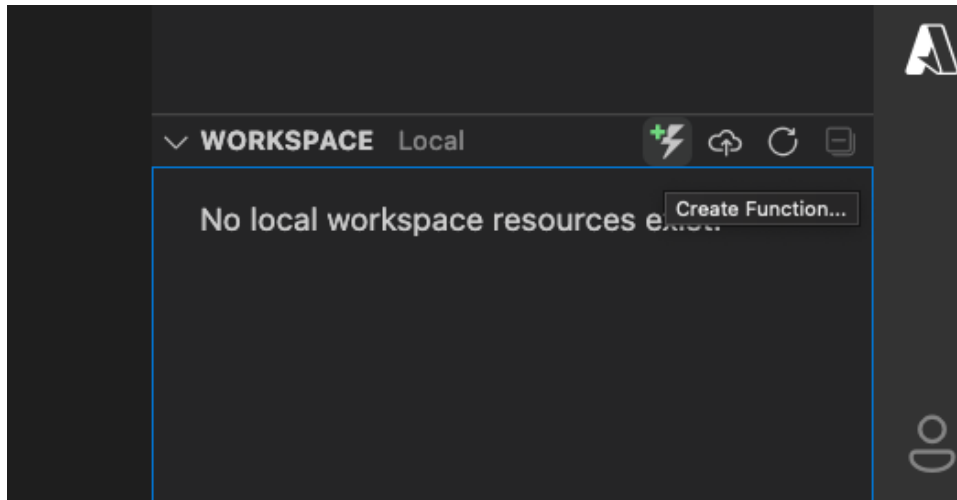 WORKSPACE Local
Create Function...
No local workspace resources exist.